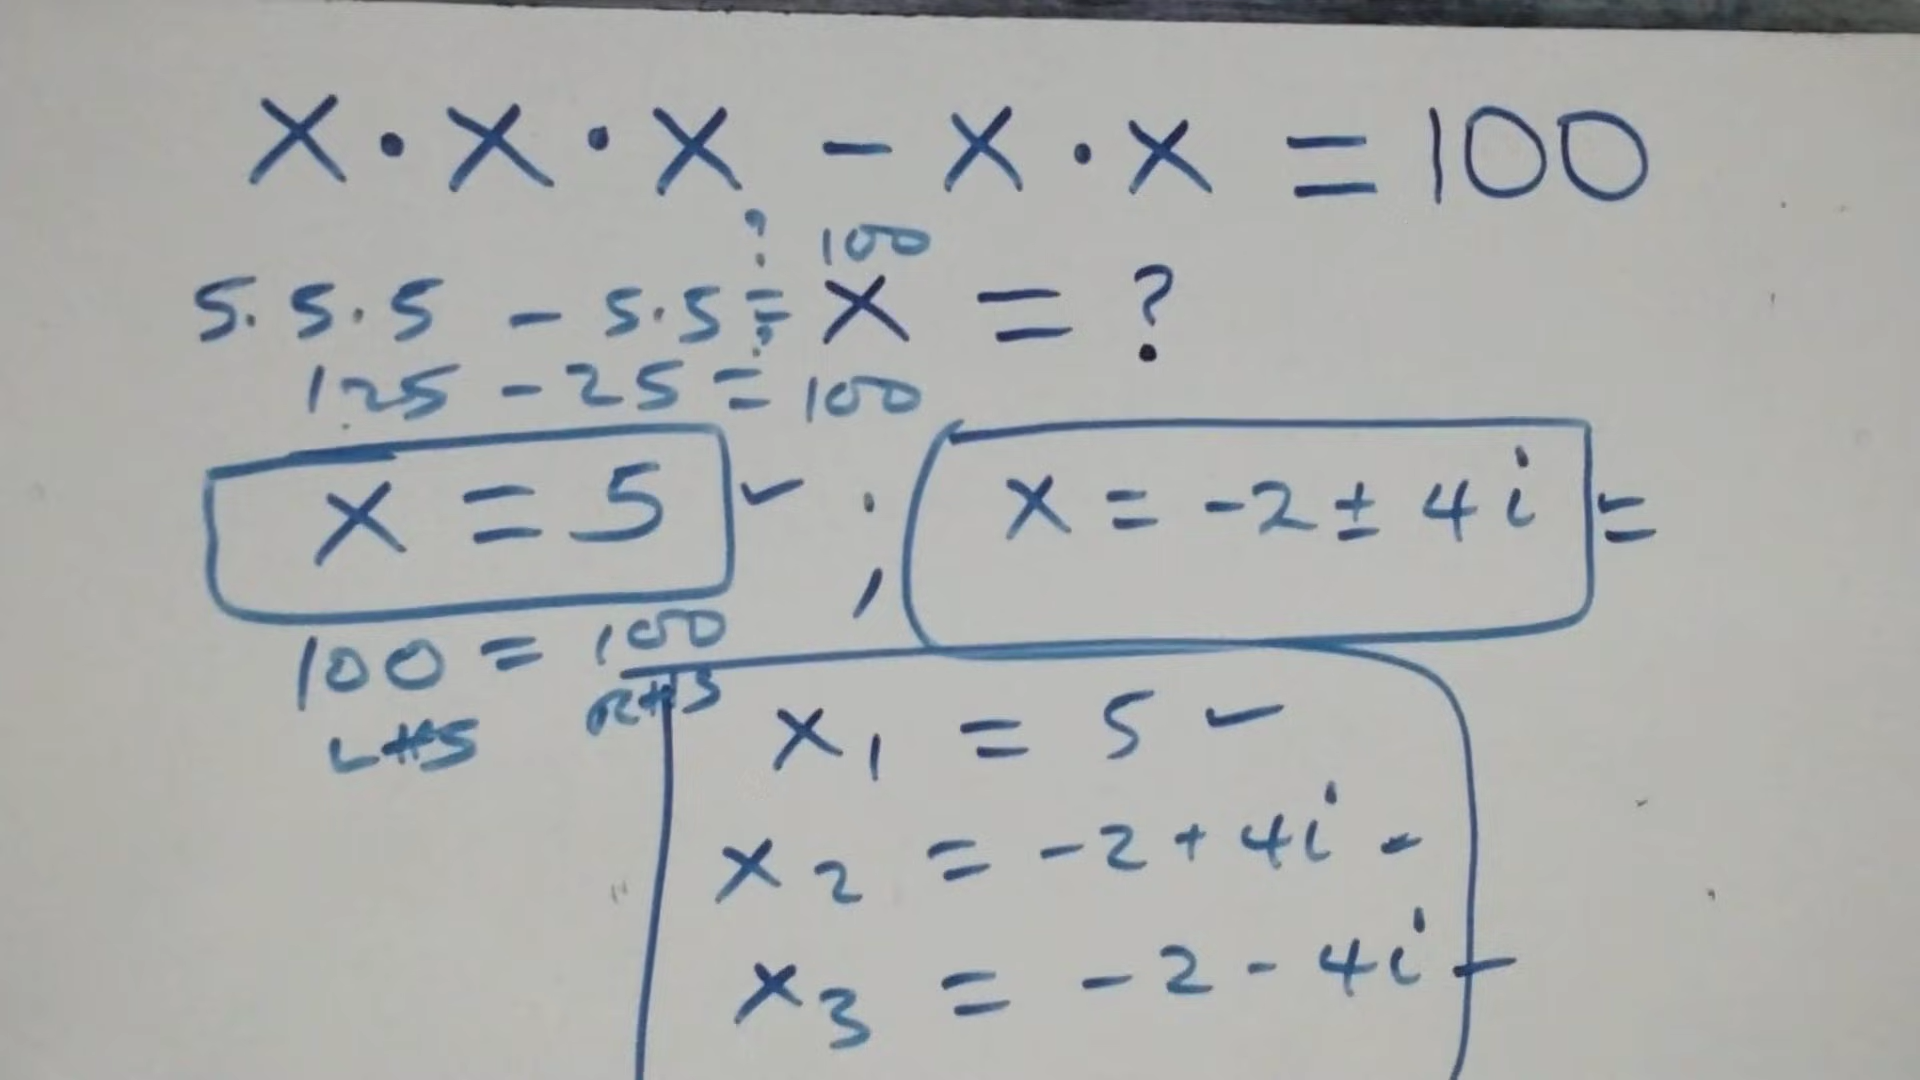 x · x · x - x · x = 100
5 . 5 . 5 - 5 . 5 = 100
x = ?
125 - 25 = 100
x = 5 ✓ ; x = -2 ± 4i
100 = 100
LHS RHS
x₁ = 5 ✓
x₂ = -2 + 4i
x₃ = -2 - 4i